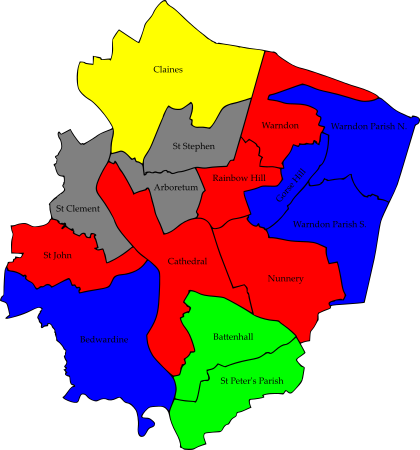 Claines
Warndon
Warndon Parish N
St Stephen
Rainbow Hill
Gorse Hill
Arboretum
St Clement
Warndon Parish S
St John
Cathedral
Nunnery
Bedwardine
Battenhall
St Peter's Parish